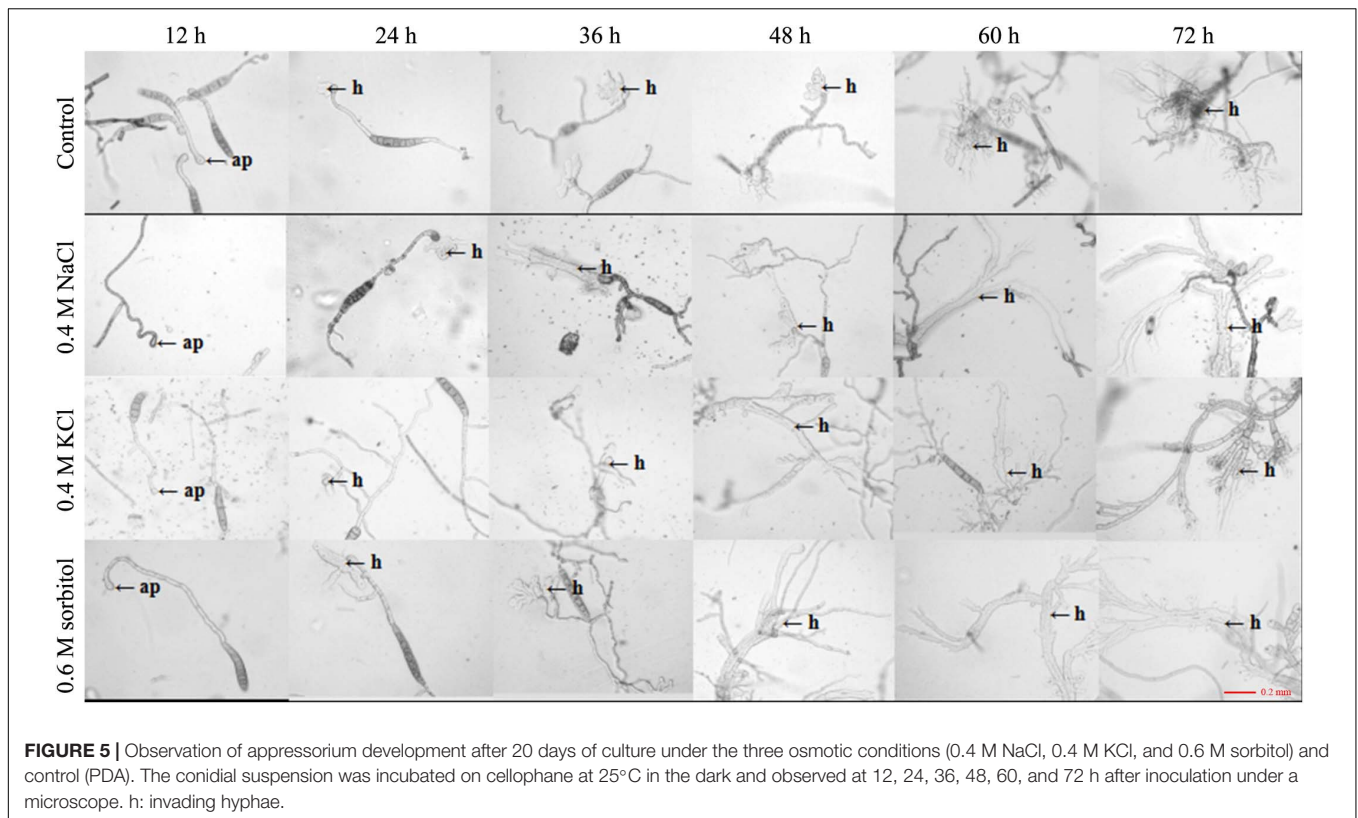 12 h 24 h 36 h 48 h 60 h 72 h
Control
← ap ← h ← h ← h ← h ← h
0.4 M NaCl
← ap ← h ← h ← h ← h ← h
0.4 M KCl
← ap ← h ← h ← h ← h ← h
0.6 M sorbitol
← ap ← h ← h ← h ← h ← h
0.2 mm
FIGURE 5 | Observation of appressorium development after 20 days of culture under the three osmotic conditions (0.4 M NaCl, 0.4 M KCl, and 0.6 M sorbitol) and
control (PDA). The conidial suspension was incubated on cellophane at 25°C in the dark and observed at 12, 24, 36, 48, 60, and 72 h after inoculation under a
microscope. h: invading hyphae.